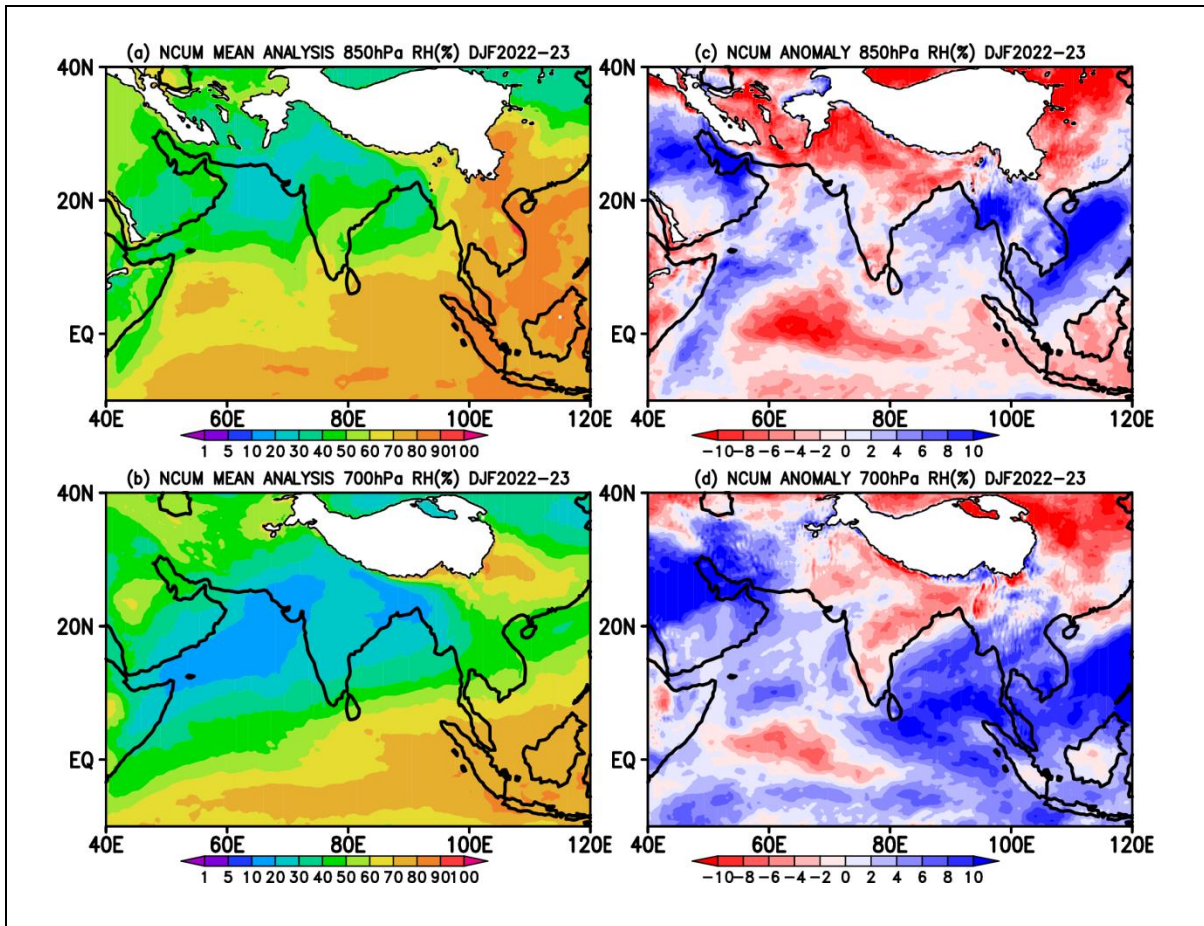 (a) NCUM MEAN ANALYSIS 850hPa RH(%) DJF2022-23
40N
20N
EQ
40E 60E 80E 100E 120E
1 5 10 20 30 40 50 60 70 80 90 100
(c) NCUM ANOMALY 850hPa RH(%) DJF2022-23
40N
20N
EQ
40E 60E 80E 100E 120E
-10 -8 -6 -4 -2 0 2 4 6 8 10
(b) NCUM MEAN ANALYSIS 700hPa RH(%) DJF2022-23
40N
20N
EQ
40E 60E 80E 100E 120E
1 5 10 20 30 40 50 60 70 80 90 100
(d) NCUM ANOMALY 700hPa RH(%) DJF2022-23
40N
20N
EQ
40E 60E 80E 100E 120E
-10 -8 -6 -4 -2 0 2 4 6 8 10